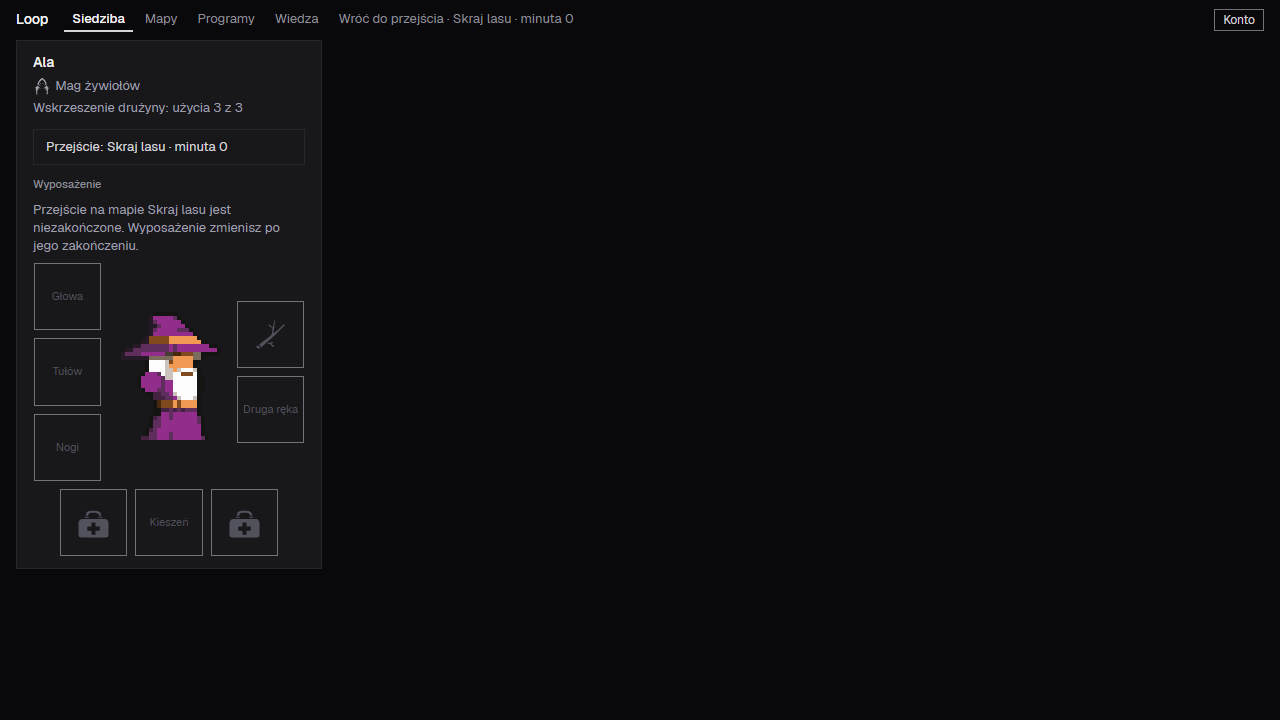 Loop
Siedziba
Mapy
Programy
Wiedza
Wróć do przejścia · Skraj lasu · minuta 0
Konto
Ala
Mag żywiołów
Wskrzeszenie drużyny: użycia 3 z 3
Przejście: Skraj lasu · minuta 0
Wyposażenie
Przejście na mapie Skraj lasu jest
niezakończone. Wyposażenie zmienisz po
jego zakończeniu.
Głowa
Tułów
Druga ręka
Nogi
Kieszeń